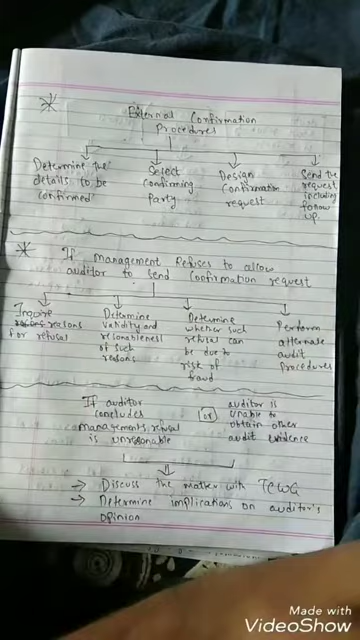 External Confirmation
Procedures
Determine the
details to be
confirmed
Select
confirming
Party
Design
Confirmation
request
Send the
request,
including
follow
up
If management Refuses to allow
auditor to send Confirmation request
Inquire
reasons
for refusal
Determine
validity and
resonableness
of such
reasons
Determine
whether such
refusal can
be due to
risk of
fraud
Perform
alternate
audit
procedures
If auditor
concludes
managements refusal
is unreasonable
or
auditor is
Unable to
obtain other
audit evidence
→ Discuss the matter with TCWG
→ Determine implications on auditor's
opinion
Made with
VideoShow